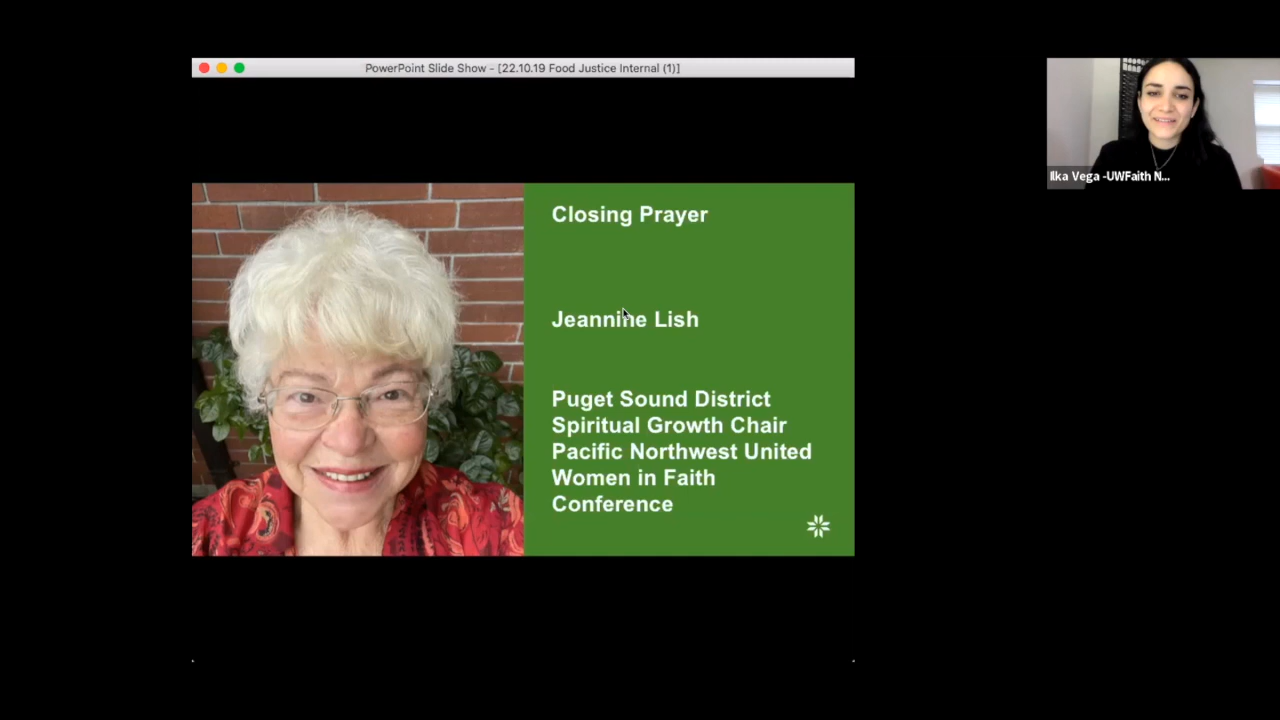 PowerPoint Slide Show - [22.10.19 Food Justice Internal (1)]
Closing Prayer
Jeannine Lish
Puget Sound District
Spiritual Growth Chair
Pacific Northwest United
Women in Faith
Conference
Ilka Vega -UWFaith N...